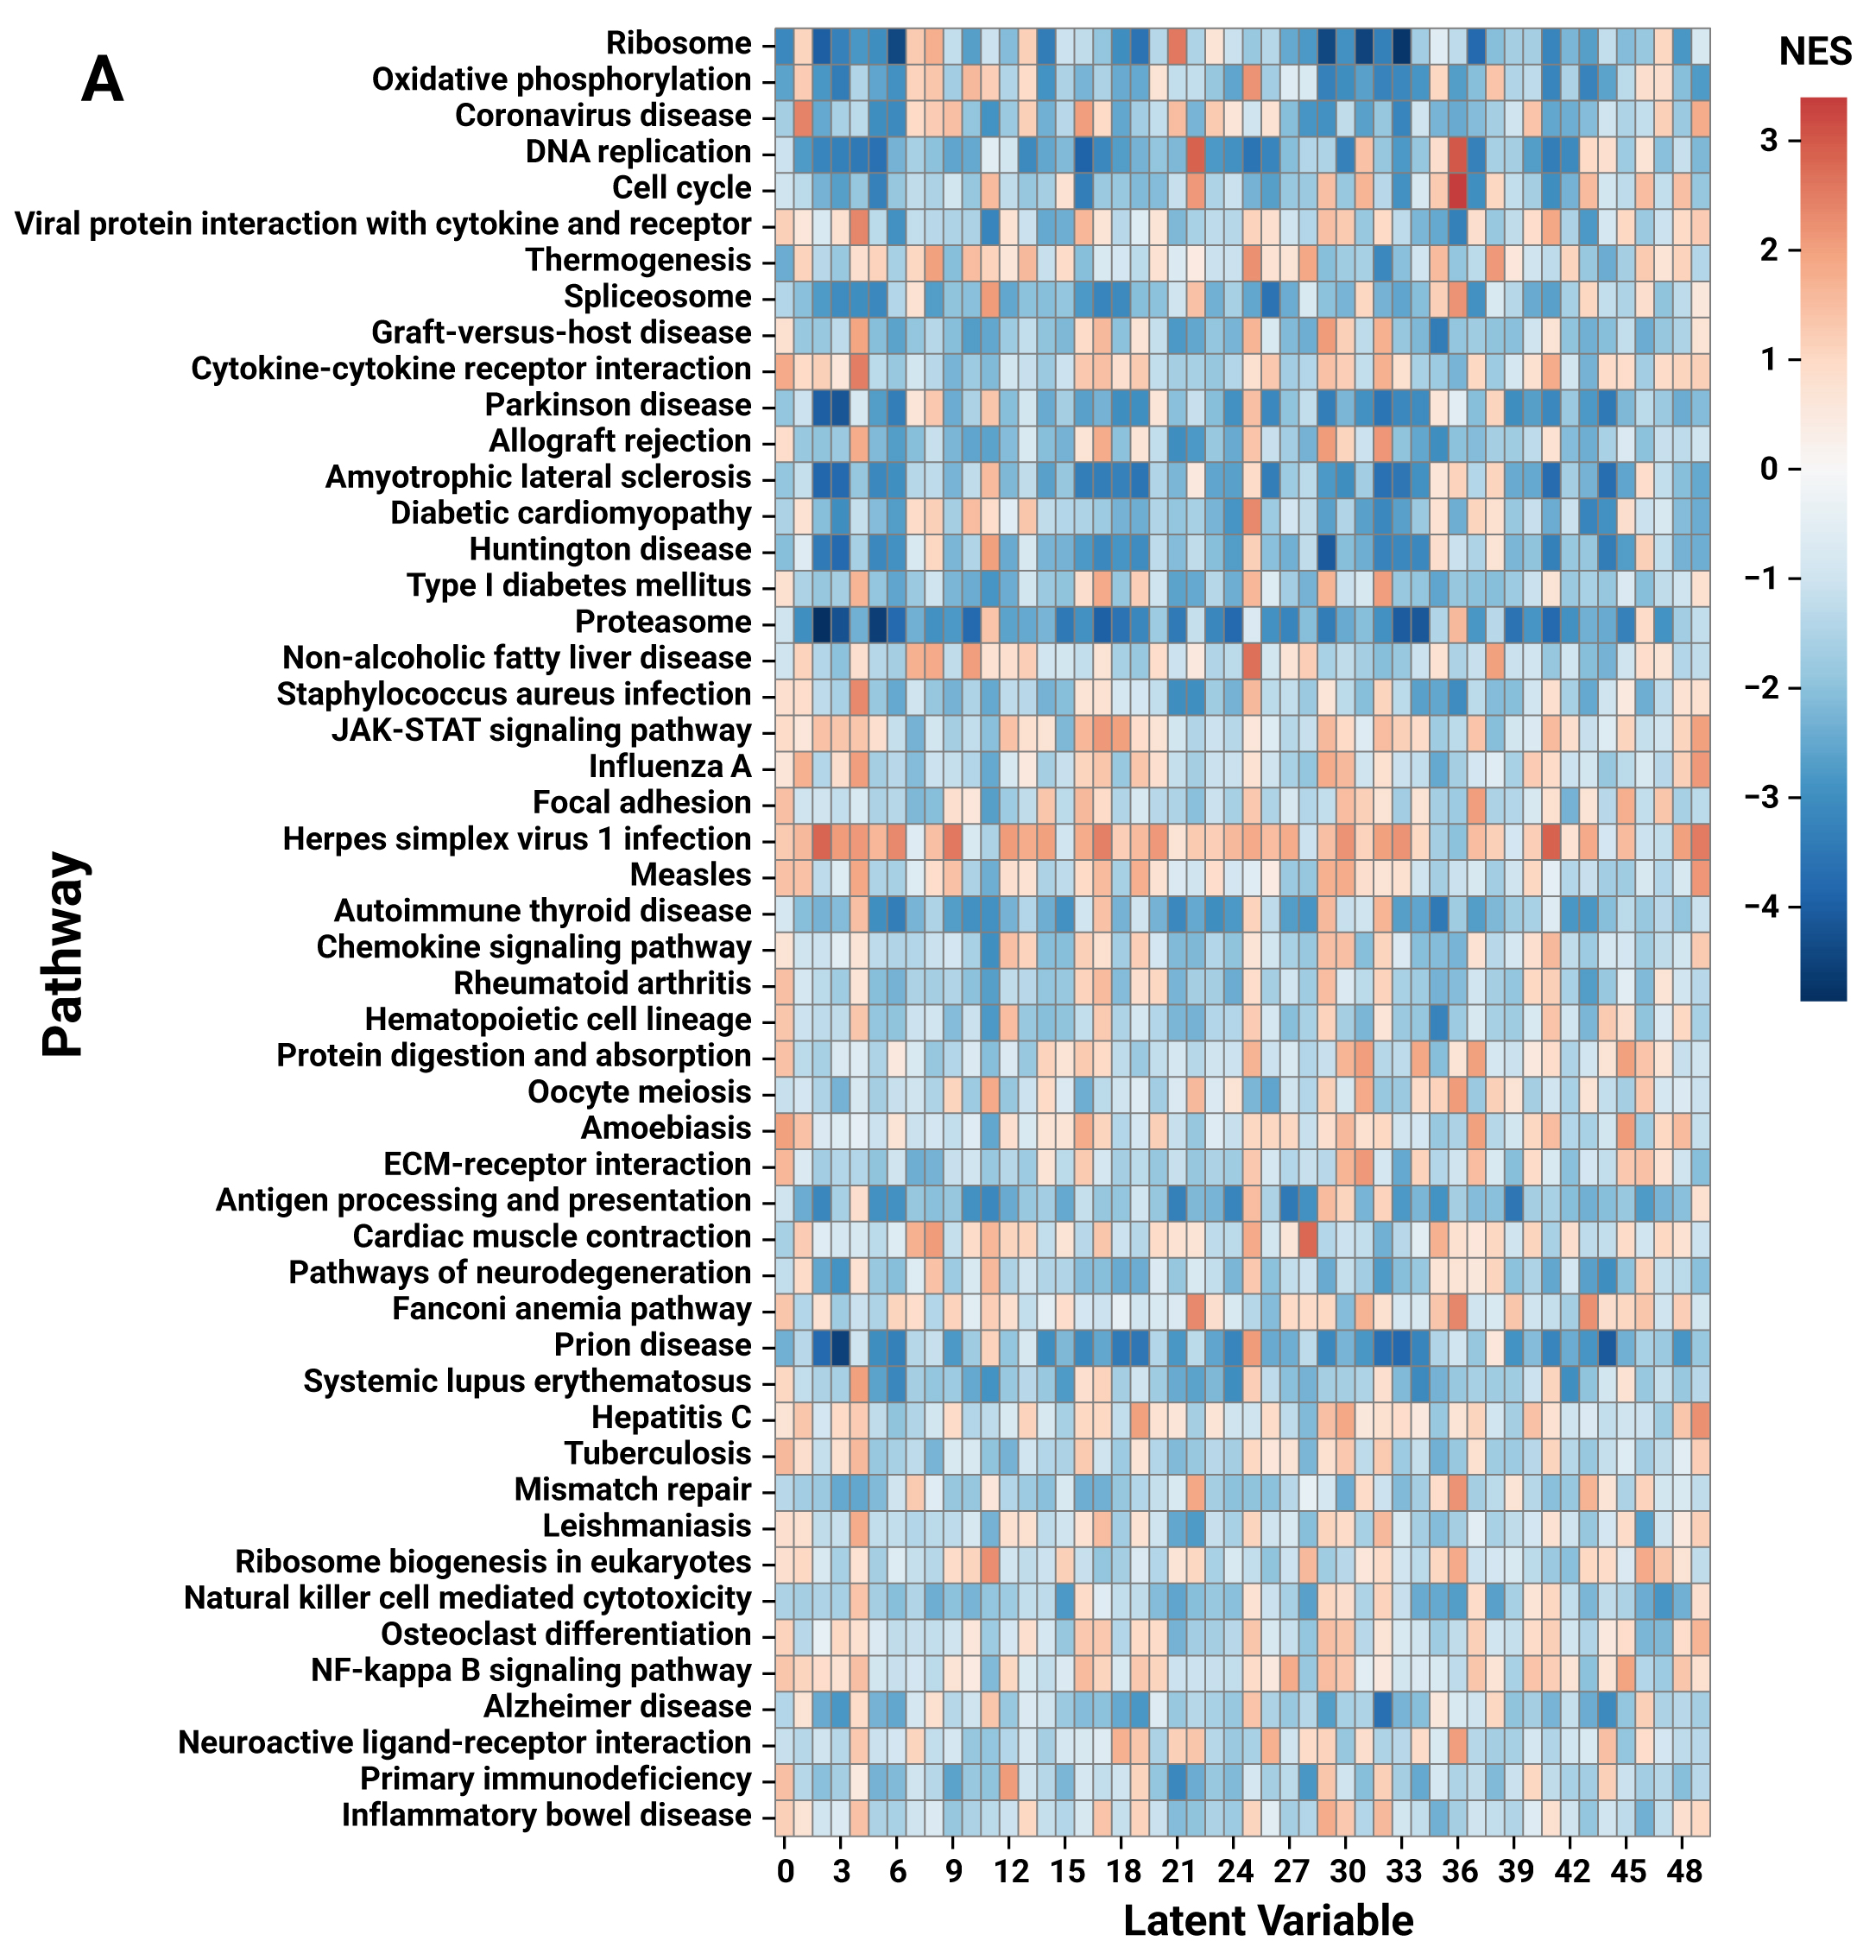 A
NES
Ribosome
Oxidative phosphorylation
Coronavirus disease
DNA replication
Cell cycle
Viral protein interaction with cytokine and receptor
Thermogenesis
Spliceosome
Graft-versus-host disease
Cytokine-cytokine receptor interaction
Parkinson disease
Allograft rejection
Amyotrophic lateral sclerosis
Diabetic cardiomyopathy
Huntington disease
Type I diabetes mellitus
Proteasome
Non-alcoholic fatty liver disease
Staphylococcus aureus infection
JAK-STAT signaling pathway
Influenza A
Focal adhesion
Herpes simplex virus 1 infection
Measles
Autoimmune thyroid disease
Chemokine signaling pathway
Rheumatoid arthritis
Hematopoietic cell lineage
Protein digestion and absorption
Oocyte meiosis
Amoebiasis
ECM-receptor interaction
Antigen processing and presentation
Cardiac muscle contraction
Pathways of neurodegeneration
Fanconi anemia pathway
Prion disease
Systemic lupus erythematosus
Hepatitis C
Tuberculosis
Mismatch repair
Leishmaniasis
Ribosome biogenesis in eukaryotes
Natural killer cell mediated cytotoxicity
Osteoclast differentiation
NF-kappa B signaling pathway
Alzheimer disease
Neuroactive ligand-receptor interaction
Primary immunodeficiency
Inflammatory bowel disease
Pathway
0 3 6 9 12 15 18 21 24 27 30 33 36 39 42 45 48
Latent Variable
3
2
1
0
−1
−2
−3
−4